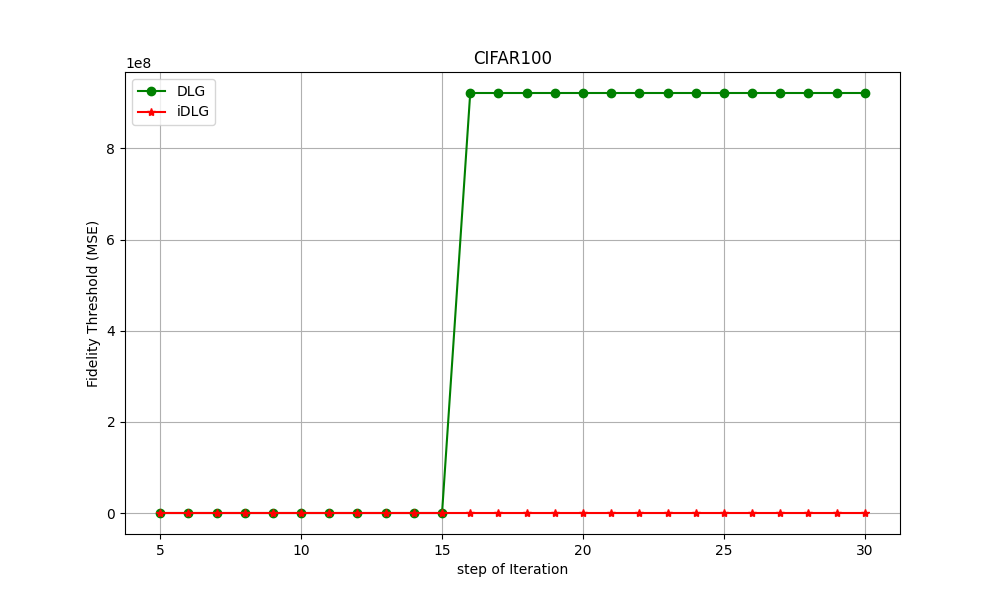 CIFAR100
1e8
DLG
iDLG
8
6
4
2
0
Fidelity Threshold (MSE)
5 10 15 20 25 30
step of Iteration